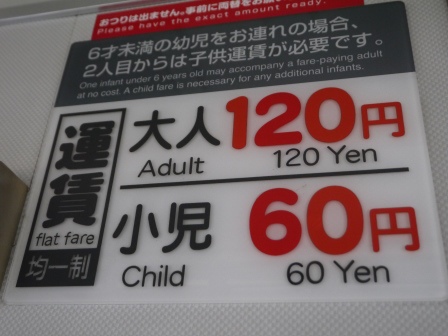 おつりは出ません。事前に両替をお
Please have the exact amount ready.
6才未満の幼児をお連れの場合、
2人目からは子供運賃が必要です。
One infant under 6 years old may accompany a fare-paying adult
at no cost. A child fare is necessary for any additional infants.
運賃
flat fare
均一制
大人 120円
Adult 120 Yen
小児 60円
Child 60 Yen